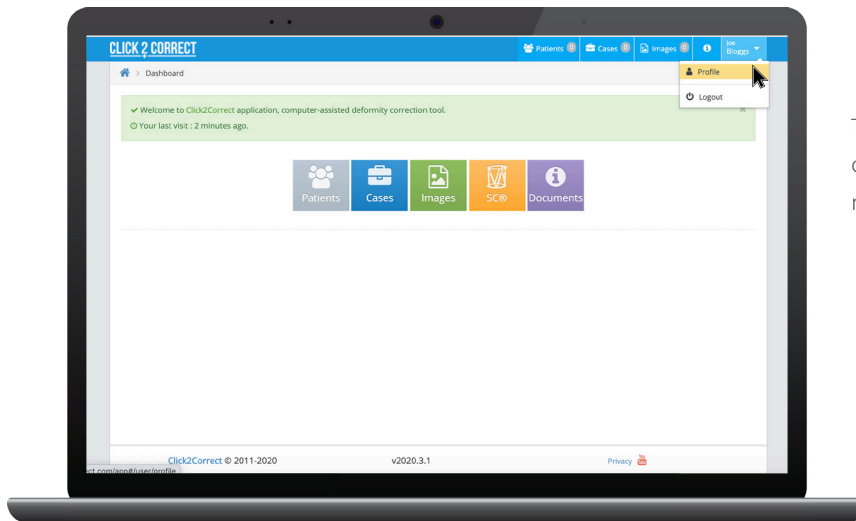 CLICK 2 CORRECT
Patients 0
Cases 0
Images 0
Joe Bloggs
Profile
Logout
Dashboard
Welcome to Click2Correct application, computer-assisted deformity correction tool.
Your last visit : 2 minutes ago.
Patients
Cases
Images
SC®
Documents
Click2Correct © 2011-2020
v2020.3.1
Privacy
ect.com/app#/user/profile